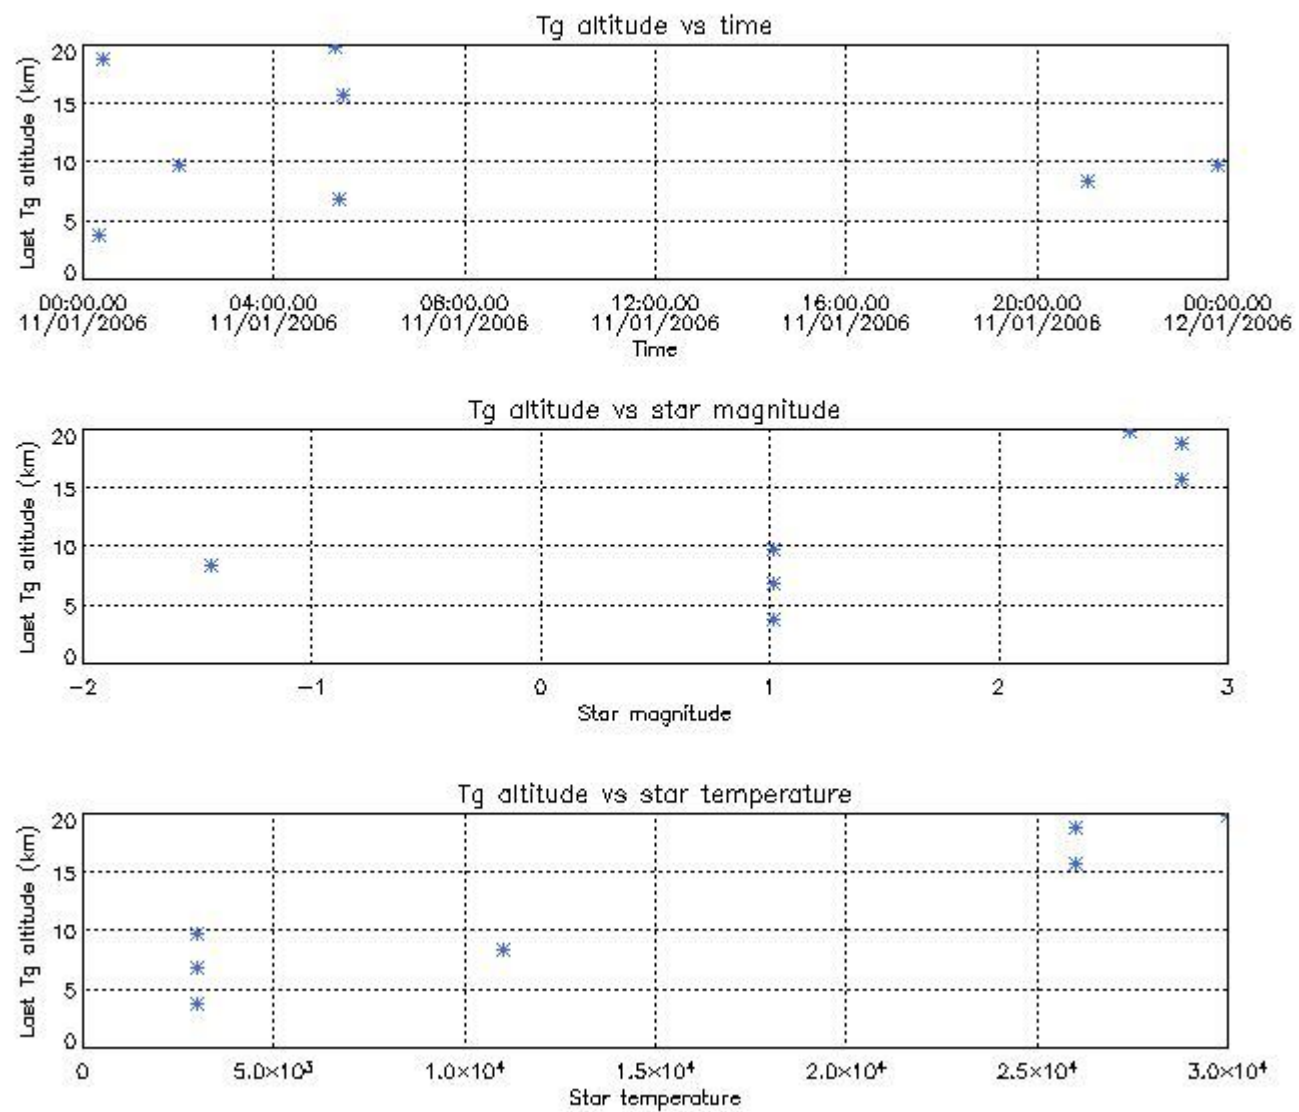 Tg altitude vs time
Last Tg altitude (km)
20
15
10
5
0
00:00.00 04:00.00 08:00.00 12:00.00 16:00.00 20:00.00 00:00.00
11/01/2006 11/01/2006 11/01/2006 11/01/2006 11/01/2006 11/01/2006 12/01/2006
Time
Tg altitude vs star magnitude
Last Tg altitude (km)
20
15
10
5
0
-2 -1 0 1 2 3
Star magnitude
Tg altitude vs star temperature
Last Tg altitude (km)
20
15
10
5
0
0 5.0×10³ 1.0×10⁴ 1.5×10⁴ 2.0×10⁴ 2.5×10⁴ 3.0×10⁴
Star temperature